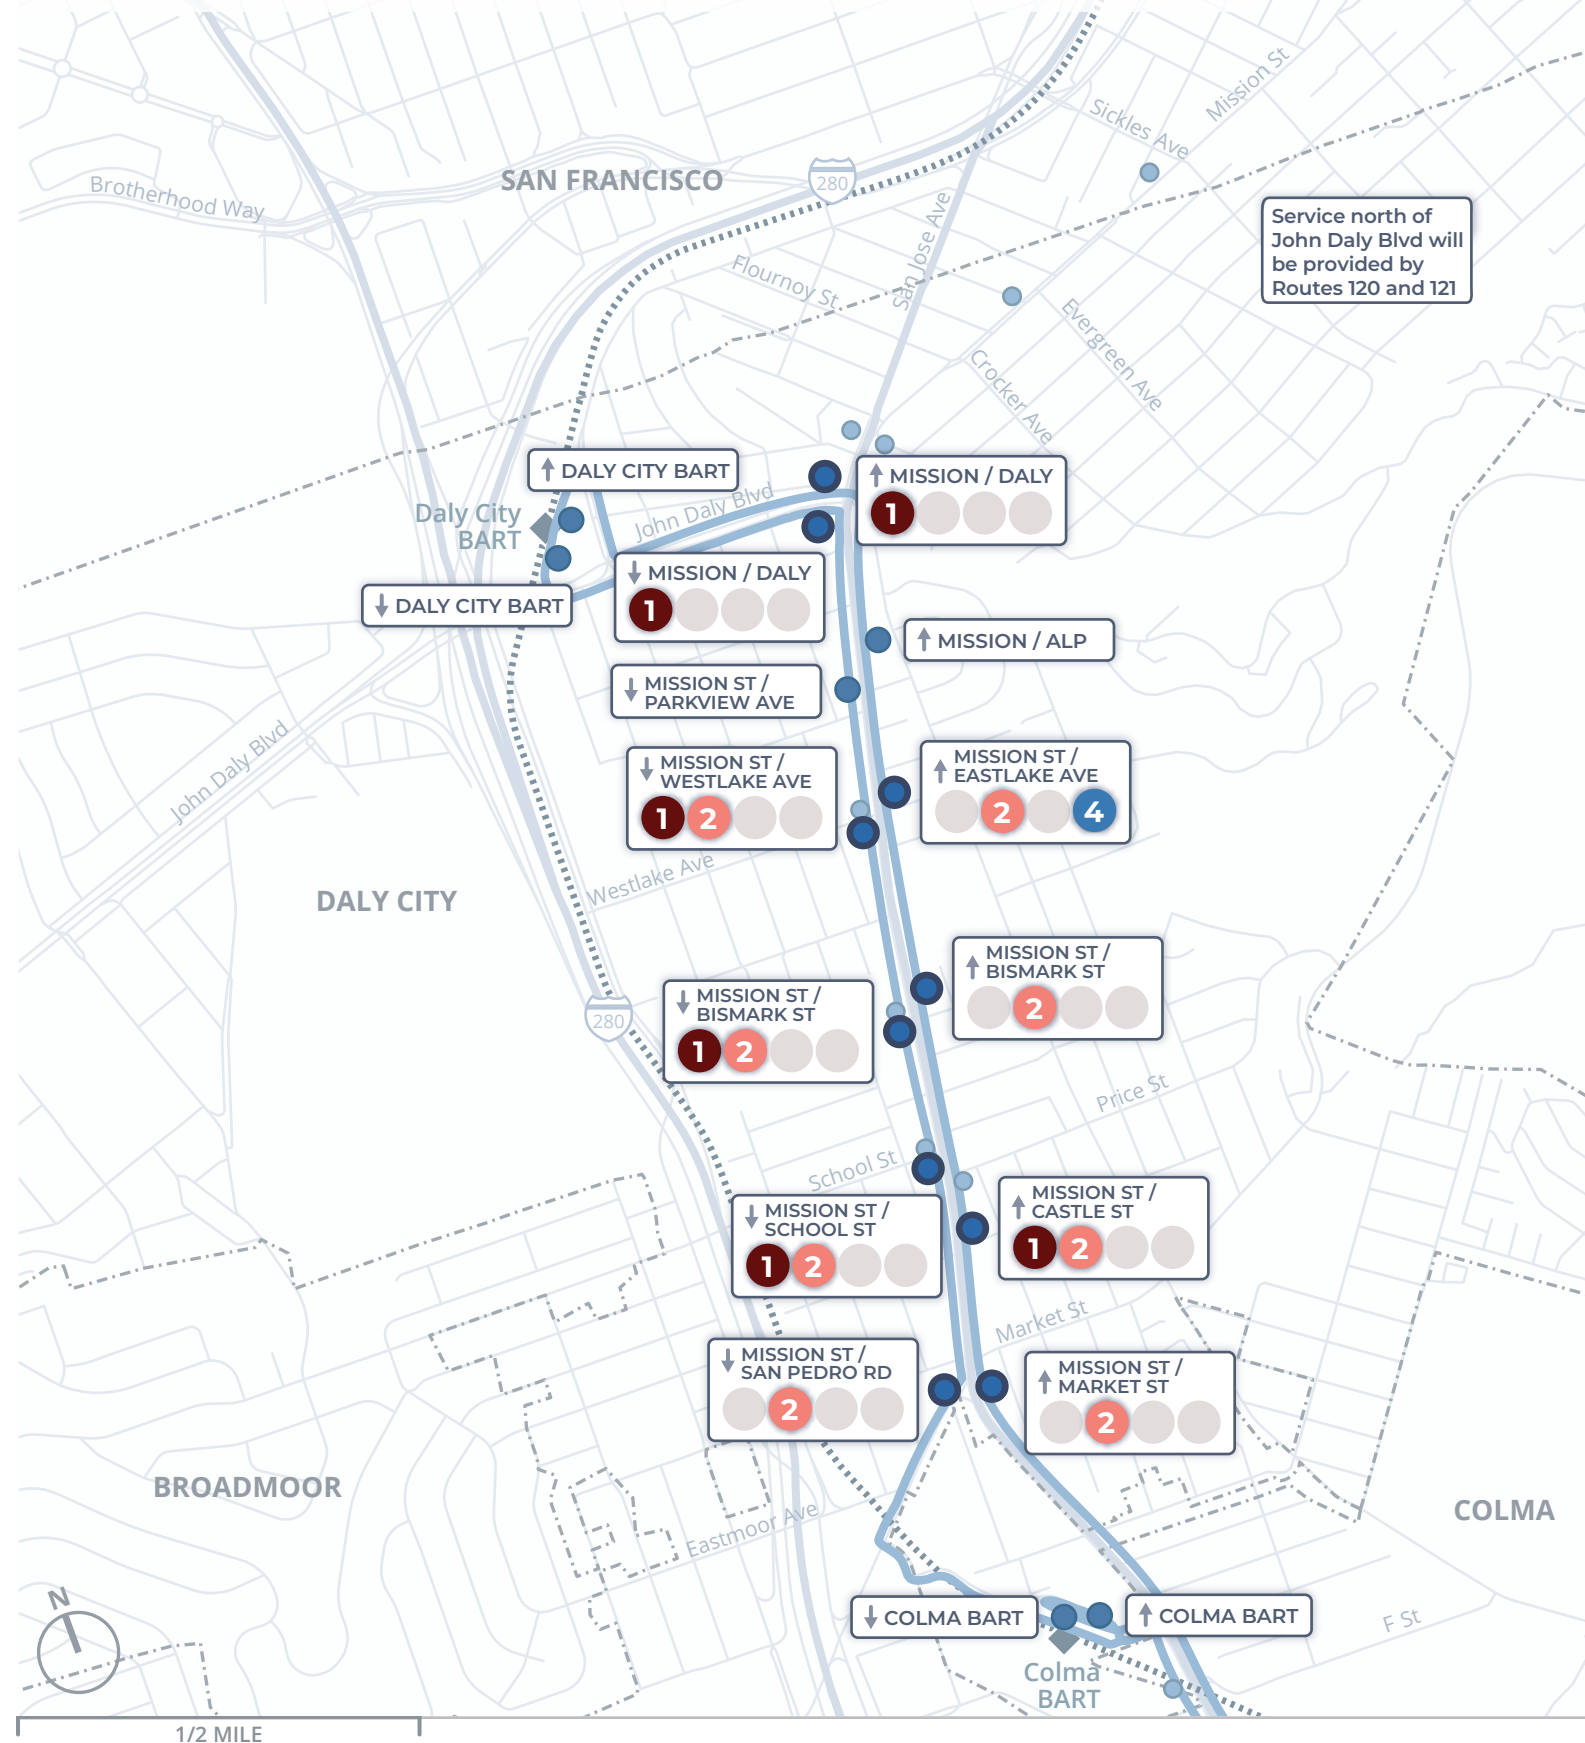 Mission St
Sickles Ave
SAN FRANCISCO
280
Brotherhood Way
San Jose Ave
Service north of
John Daly Blvd will
be provided by
Routes 120 and 121
Flournoy St
Evergreen Ave
Crocker Ave
↑ DALY CITY BART
↑ MISSION / DALY
1
John Daly Blvd
Daly City
BART
↓ MISSION / DALY
1
↓ DALY CITY BART
↑ MISSION / ALP
↓ MISSION ST /
PARKVIEW AVE
John Daly Blvd
↓ MISSION ST /
WESTLAKE AVE
1 2
↑ MISSION ST /
EASTLAKE AVE
2 4
Westlake Ave
DALY CITY
↑ MISSION ST /
BISMARK ST
2
↓ MISSION ST /
BISMARK ST
1 2
280
Price St
School St
↓ MISSION ST /
SCHOOL ST
1 2
↑ MISSION ST /
CASTLE ST
1 2
Market St
↓ MISSION ST /
SAN PEDRO RD
2
↑ MISSION ST /
MARKET ST
2
BROADMOOR
COLMA
Eastmoor Ave
N
↓ COLMA BART
↑ COLMA BART
F St
Colma
BART
1/2 MILE